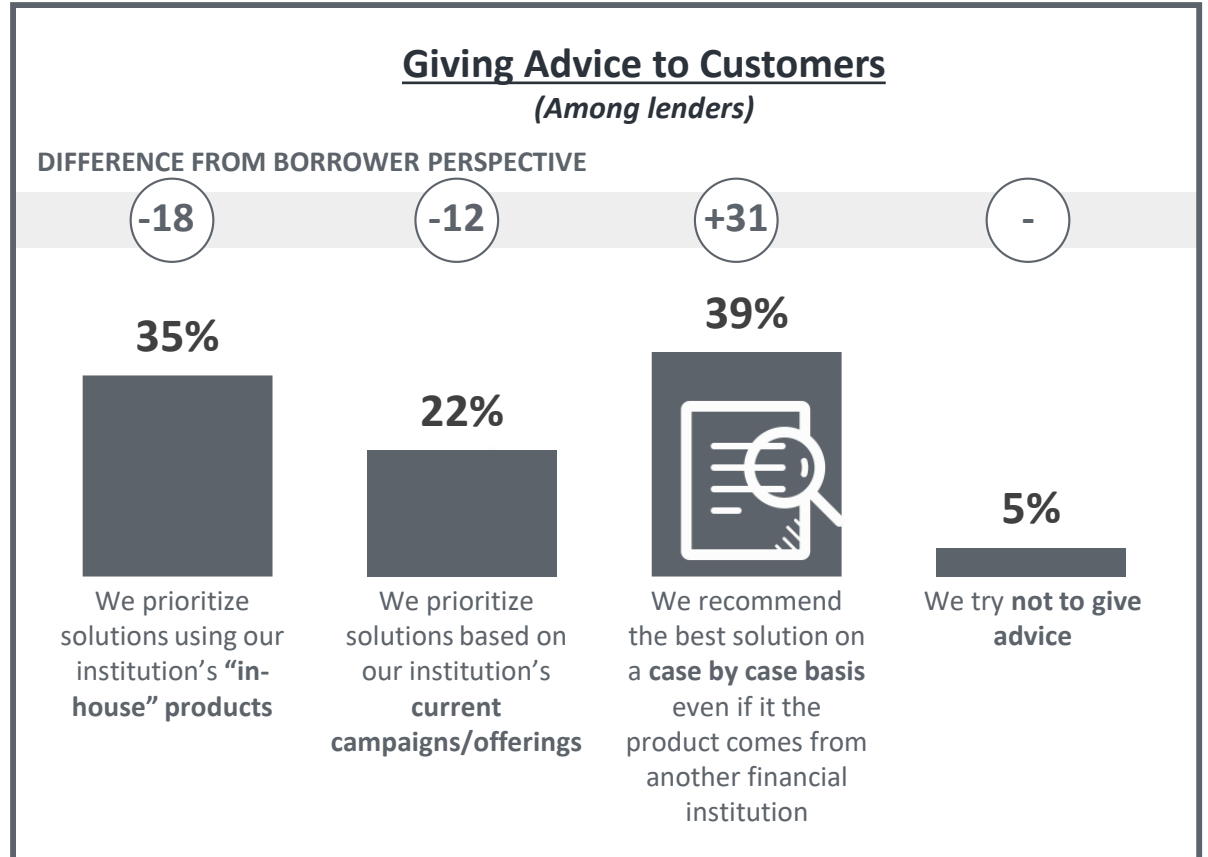 Giving Advice to Customers
(Among lenders)
DIFFERENCE FROM BORROWER PERSPECTIVE
-18
-12
+31
-
35%
22%
39%
5%
We prioritize
solutions using our
institution’s “in-
house” products
We prioritize
solutions based on
our institution’s
current
campaigns/offerings
We recommend
the best solution on
a case by case basis
even if it the
product comes from
another financial
institution
We try not to give
advice